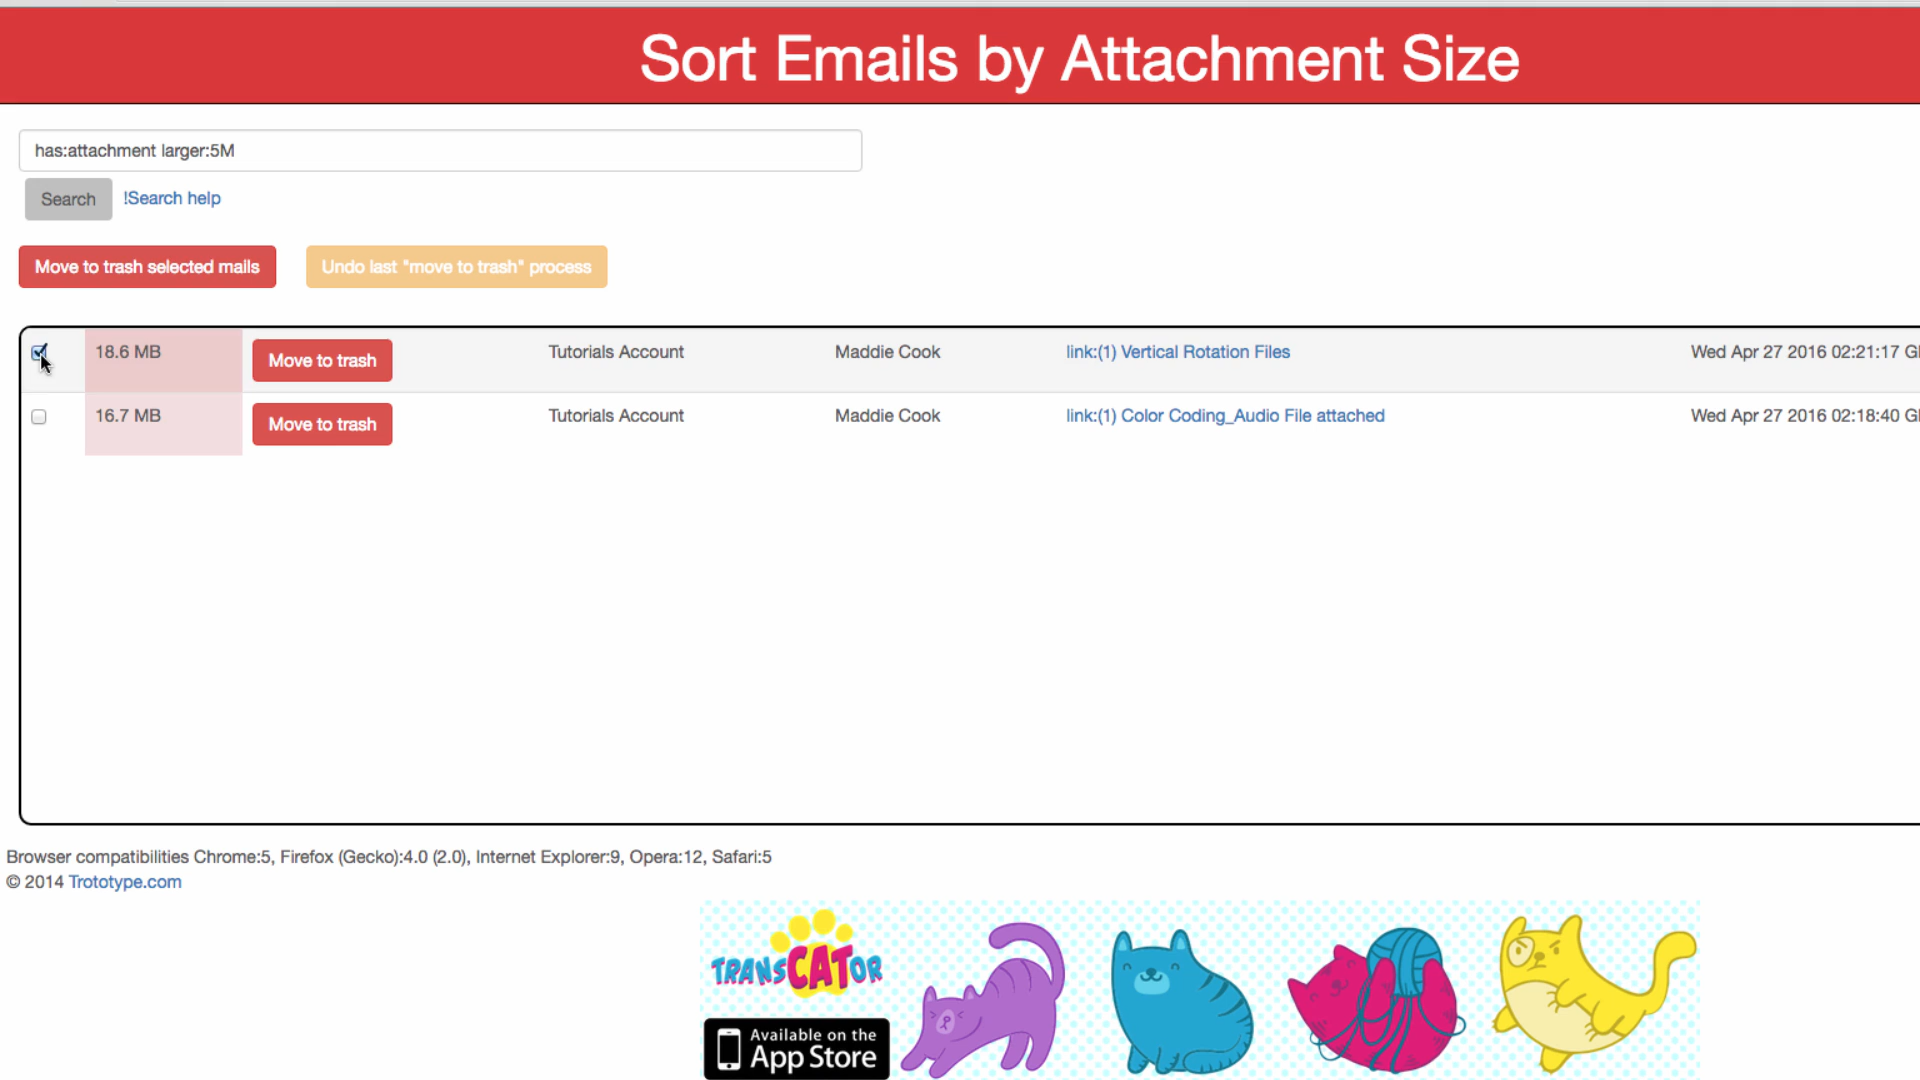 Sort Emails by Attachment Size
has:attachment larger:5M
Search !Search help
Move to trash selected mails Undo last "move to trash" process
18.6 MB Move to trash Tutorials Account Maddie Cook link:(1) Vertical Rotation Files Wed Apr 27 2016 02:21:17 G
16.7 MB Move to trash Tutorials Account Maddie Cook link:(1) Color Coding_Audio File attached Wed Apr 27 2016 02:18:40 G
Browser compatibilities Chrome:5, Firefox (Gecko):4.0 (2.0), Internet Explorer:9, Opera:12, Safari:5
© 2014 Trototype.com
TRANSCATOR
Available on the
App Store